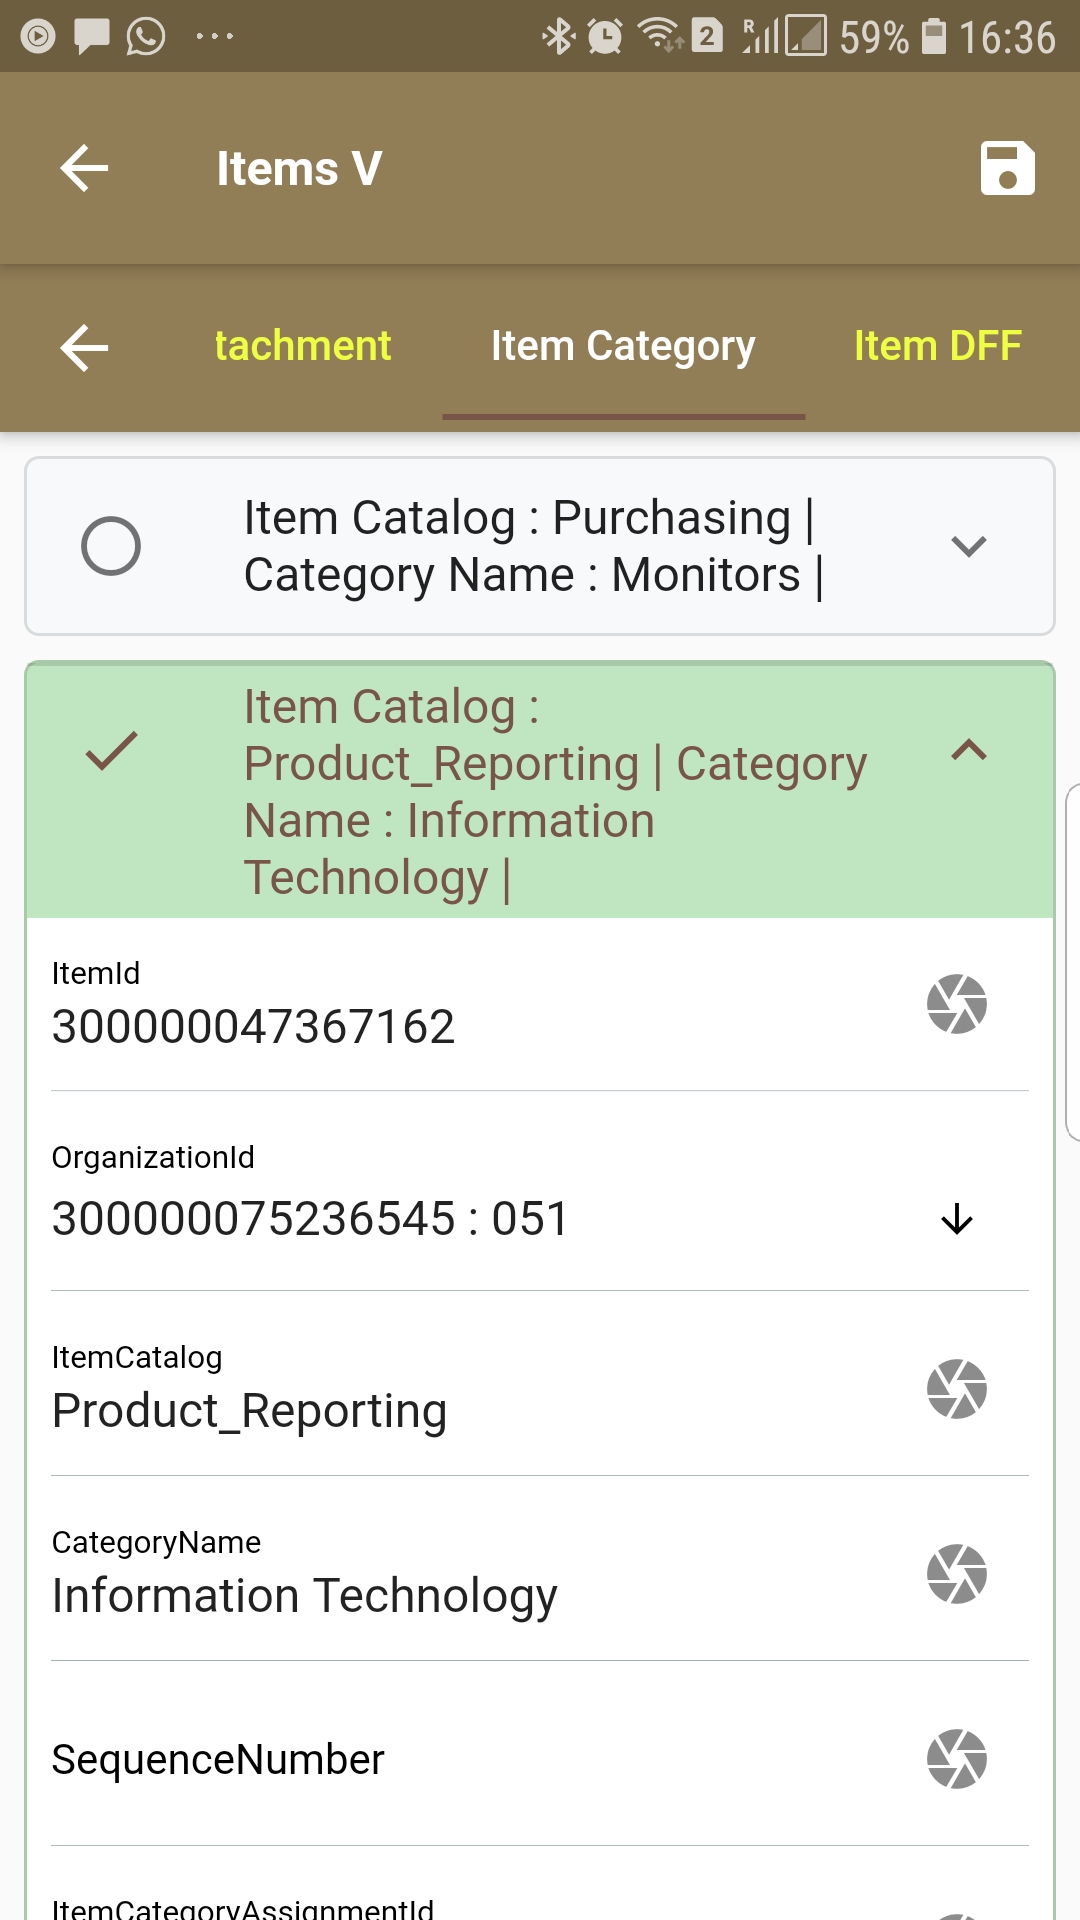 2
R
59%
16:36
Items V
tachment
Item Category
Item DFF
Item Catalog : Purchasing |
Category Name : Monitors |
Item Catalog :
Product_Reporting | Category
Name : Information
Technology |
ItemId
300000047367162
OrganizationId
300000075236545 : 051
ItemCatalog
Product_Reporting
CategoryName
Information Technology
SequenceNumber
ItemCategoryAssignmentId